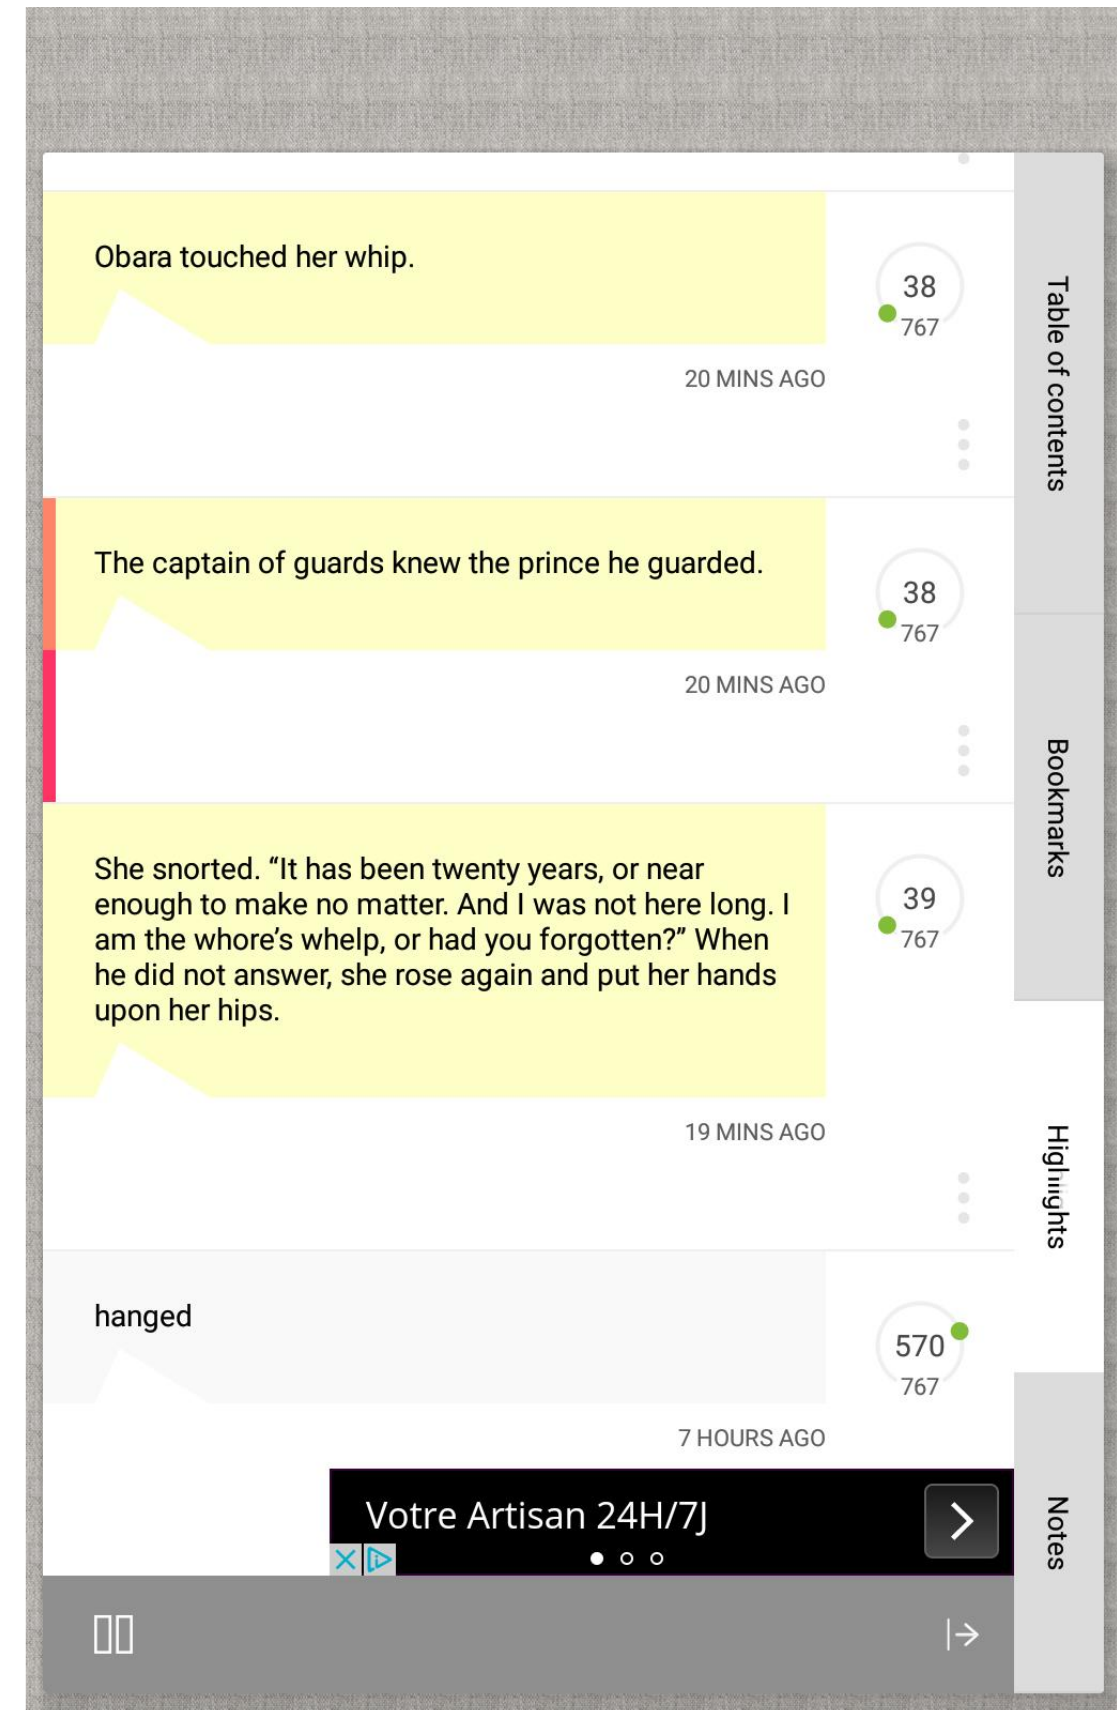 Obara touched her whip.
38
767
20 MINS AGO
The captain of guards knew the prince he guarded.
38
767
20 MINS AGO
She snorted. “It has been twenty years, or near
enough to make no matter. And I was not here long. I
am the whore’s whelp, or had you forgotten?” When
he did not answer, she rose again and put her hands
upon her hips.
39
767
19 MINS AGO
hanged
570
767
7 HOURS AGO
Votre Artisan 24H/7J
Table of contents
Bookmarks
Highlights
Notes